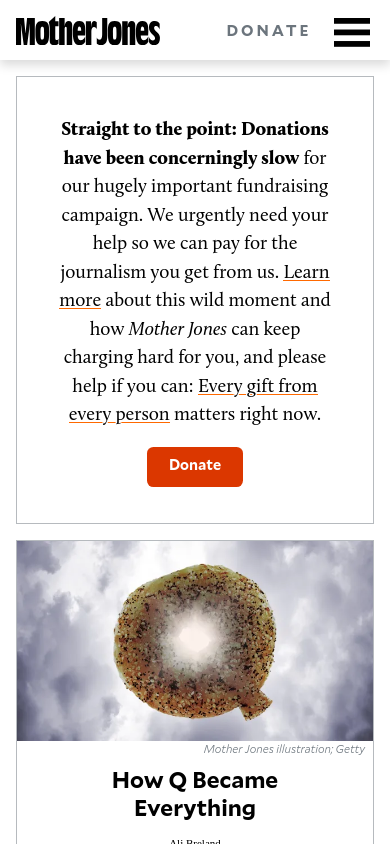 Mother Jones
DONATE
Straight to the point: Donations
have been concerningly slow for
our hugely important fundraising
campaign. We urgently need your
help so we can pay for the
journalism you get from us. Learn
more about this wild moment and
how Mother Jones can keep
charging hard for you, and please
help if you can: Every gift from
every person matters right now.
Donate
Mother Jones illustration; Getty
How Q Became
Everything
Ali Breland